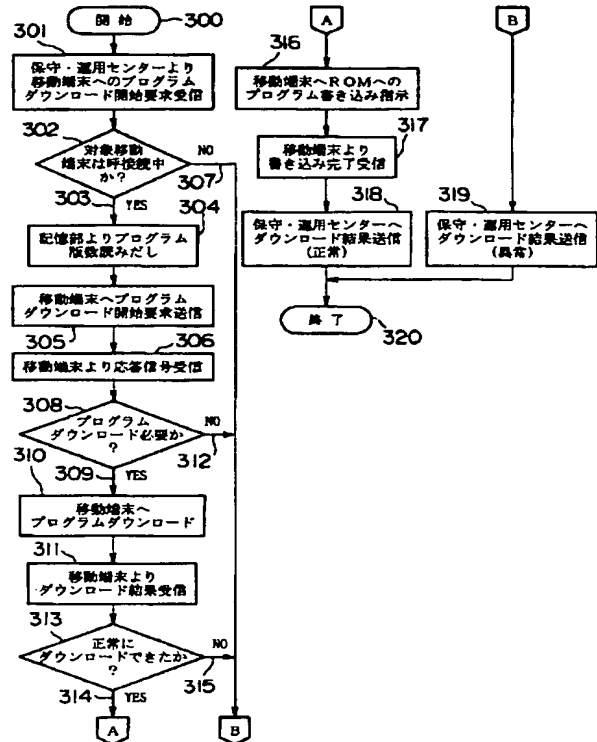 開始
300
301
保守・運用センターより
移動端末へのプログラム
ダウンロード開始要求受信
302
対象移動
端末は呼接続中
か?
NO
307
303
YES
304
記憶部よりプログラム
版数読みだし
移動端末へプログラム
ダウンロード開始要求送信
305
306
移動端末より応答信号受信
308
プログラム
ダウンロード必要か
?
NO
312
309
YES
310
移動端末へ
プログラムダウンロード
311
移動端末より
ダウンロード結果受信
313
正常に
ダウンロードできたか
?
NO
315
314
YES
A
B
A
316
移動端末へROMへの
プログラム書き込み指示
317
移動端末より
書き込み完了受信
318
保守・運用センターへ
ダウンロード結果送信
(正常)
B
319
保守・運用センターへ
ダウンロード結果送信
(異常)
終了
320